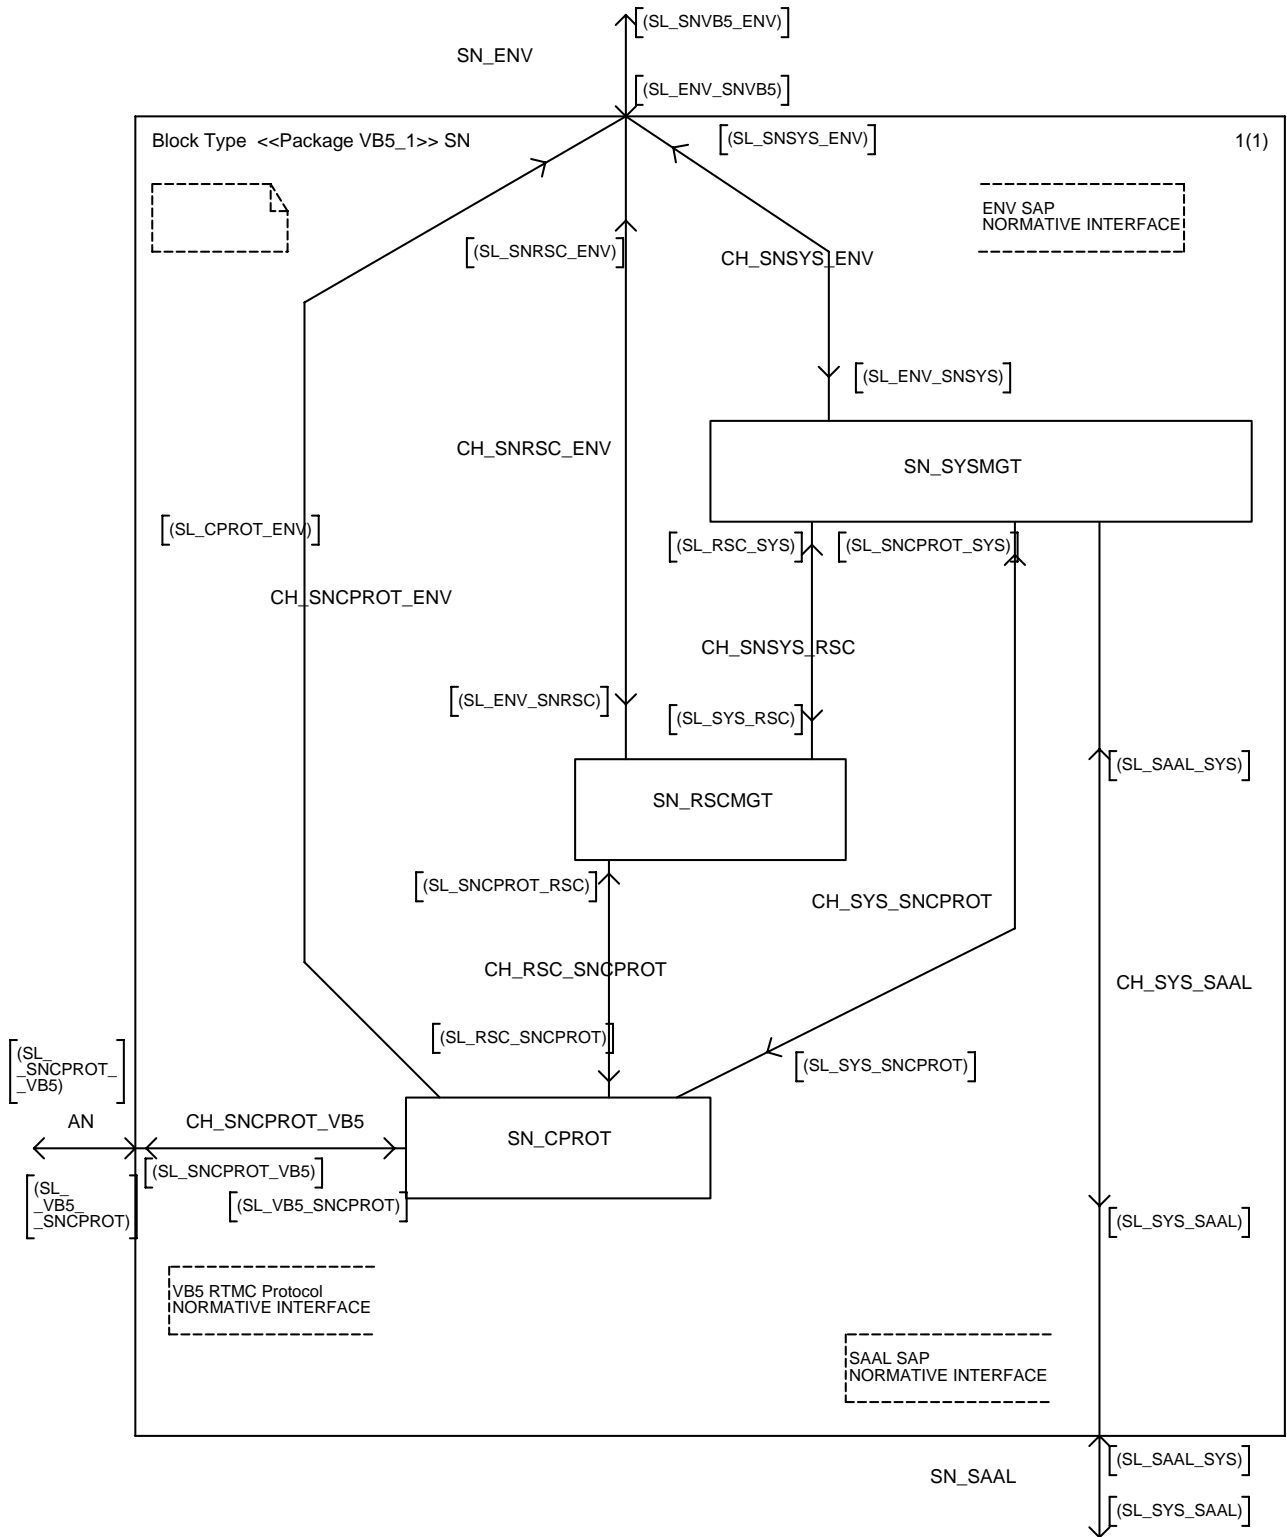 (SL_SNVB5_ENV)
SN_ENV
(SL_ENV_SNVB5)
Block Type <<Package VB5_1>> SN
(SL_SNSYS_ENV)
1(1)
ENV SAP
NORMATIVE INTERFACE
(SL_SNRSC_ENV)
CH_SNSYS_ENV
(SL_ENV_SNSYS)
CH_SNRSC_ENV
SN_SYSMGT
(SL_CPROT_ENV)
(SL_RSC_SYS)
(SL_SNCPROT_SYS)
CH_SNCPROT_ENV
CH_SNSYS_RSC
(SL_ENV_SNRSC)
(SL_SYS_RSC)
(SL_SAAL_SYS)
SN_RSCMGT
(SL_SNCPROT_RSC)
CH_SYS_SNCPROT
CH_RSC_SNCPROT
CH_SYS_SAAL
(SL_RSC_SNCPROT)
(SL_
_SNCPROT_
_VB5)
(SL_SYS_SNCPROT)
AN
CH_SNCPROT_VB5
SN_CPROT
(SL_SNCPROT_VB5)
(SL_
_VB5_
_SNCPROT)
(SL_VB5_SNCPROT)
(SL_SYS_SAAL)
VB5 RTMC Protocol
NORMATIVE INTERFACE
SAAL SAP
NORMATIVE INTERFACE
(SL_SAAL_SYS)
SN_SAAL
(SL_SYS_SAAL)